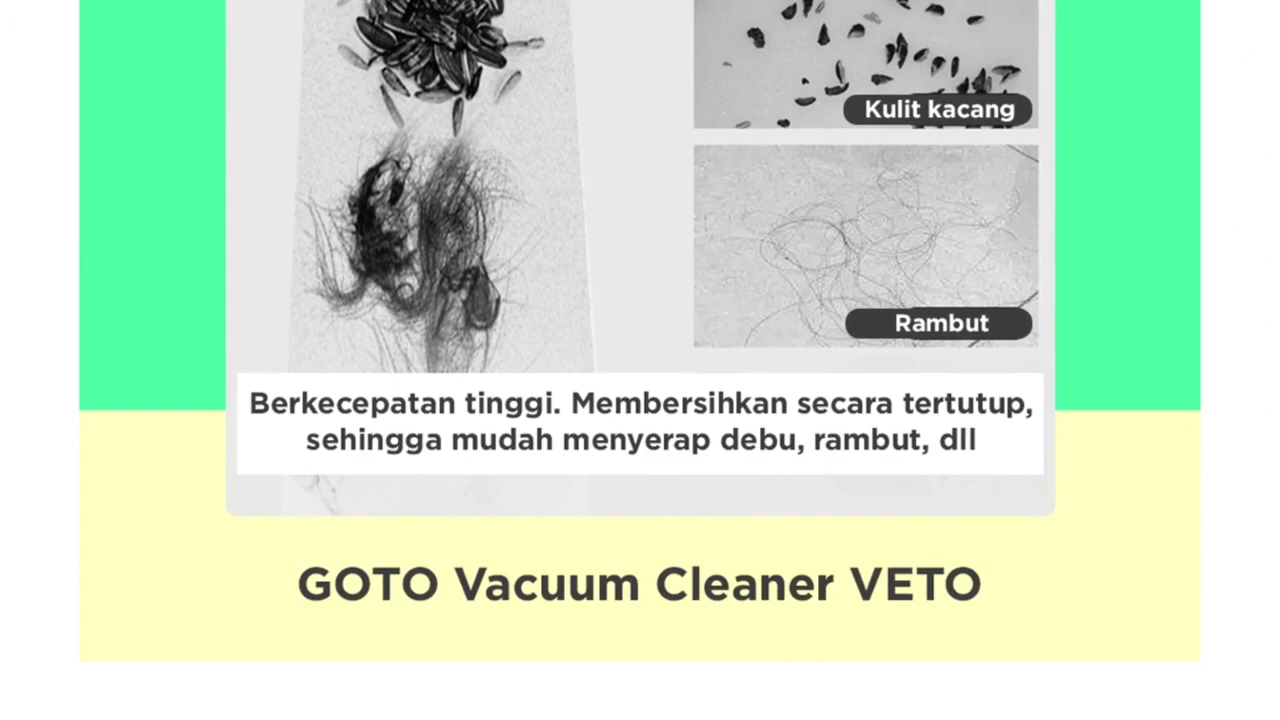 Kulit kacang
Rambut
Berkecepatan tinggi. Membersihkan secara tertutup,
sehingga mudah menyerap debu, rambut, dll
GOTO Vacuum Cleaner VETO